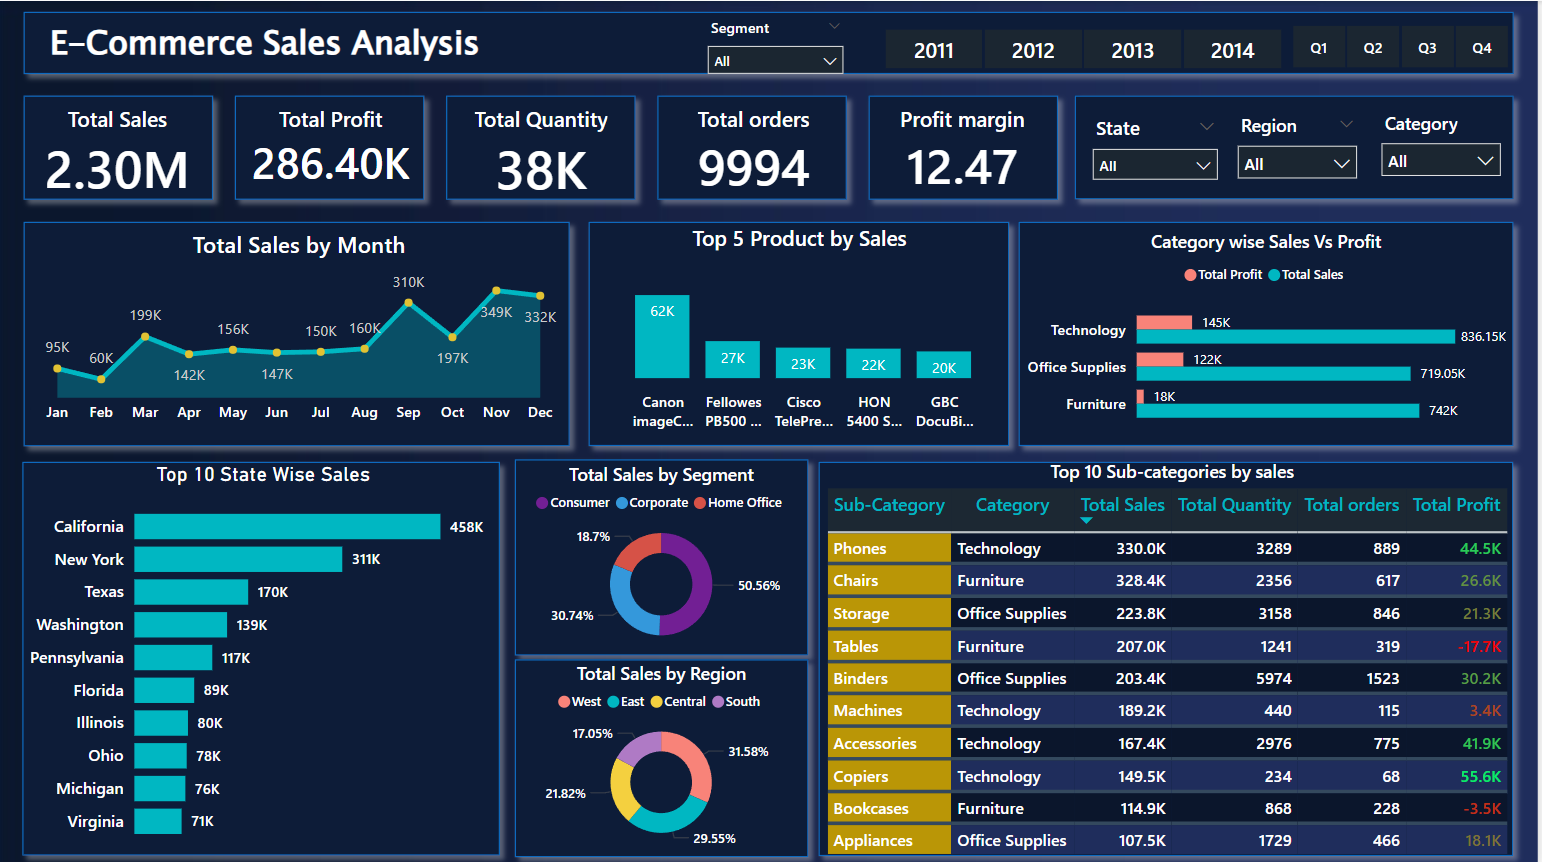 E-Commerce Sales Analysis
Segment
All
2011 2012 2013 2014
Q1 Q2 Q3 Q4
Total Sales
2.30M
Total Profit
286.40K
Total Quantity
38K
Total orders
9994
Profit margin
12.47
State
All
Region
All
Category
All
Total Sales by Month
95K 60K 199K 142K 156K 147K 150K 160K 310K 197K 349K 332K
Jan Feb Mar Apr May Jun Jul Aug Sep Oct Nov Dec
Top 5 Product by Sales
62K 27K 23K 22K 20K
Canon imageC...
Fellowes PB500 ...
Cisco TelePre...
HON 5400 S...
GBC DocuBi...
Category wise Sales Vs Profit
Total Profit Total Sales
Technology 145K 836.15K
Office Supplies 122K 719.05K
Furniture 18K 742K
Top 10 State Wise Sales
California 458K
New York 311K
Texas 170K
Washington 139K
Pennsylvania 117K
Florida 89K
Illinois 80K
Ohio 78K
Michigan 76K
Virginia 71K
Total Sales by Segment
Consumer Corporate Home Office
18.7%
50.56%
30.74%
Total Sales by Region
West East Central South
17.05%
31.58%
21.82%
29.55%
Top 10 Sub-categories by sales
Sub-Category Category Total Sales Total Quantity Total orders Total Profit
Phones Technology 330.0K 3289 889 44.5K
Chairs Furniture 328.4K 2356 617 26.6K
Storage Office Supplies 223.8K 3158 846 21.3K
Tables Furniture 207.0K 1241 319 -17.7K
Binders Office Supplies 203.4K 5974 1523 30.2K
Machines Technology 189.2K 440 115 3.4K
Accessories Technology 167.4K 2976 775 41.9K
Copiers Technology 149.5K 234 68 55.6K
Bookcases Furniture 114.9K 868 228 -3.5K
Appliances Office Supplies 107.5K 1729 466 18.1K